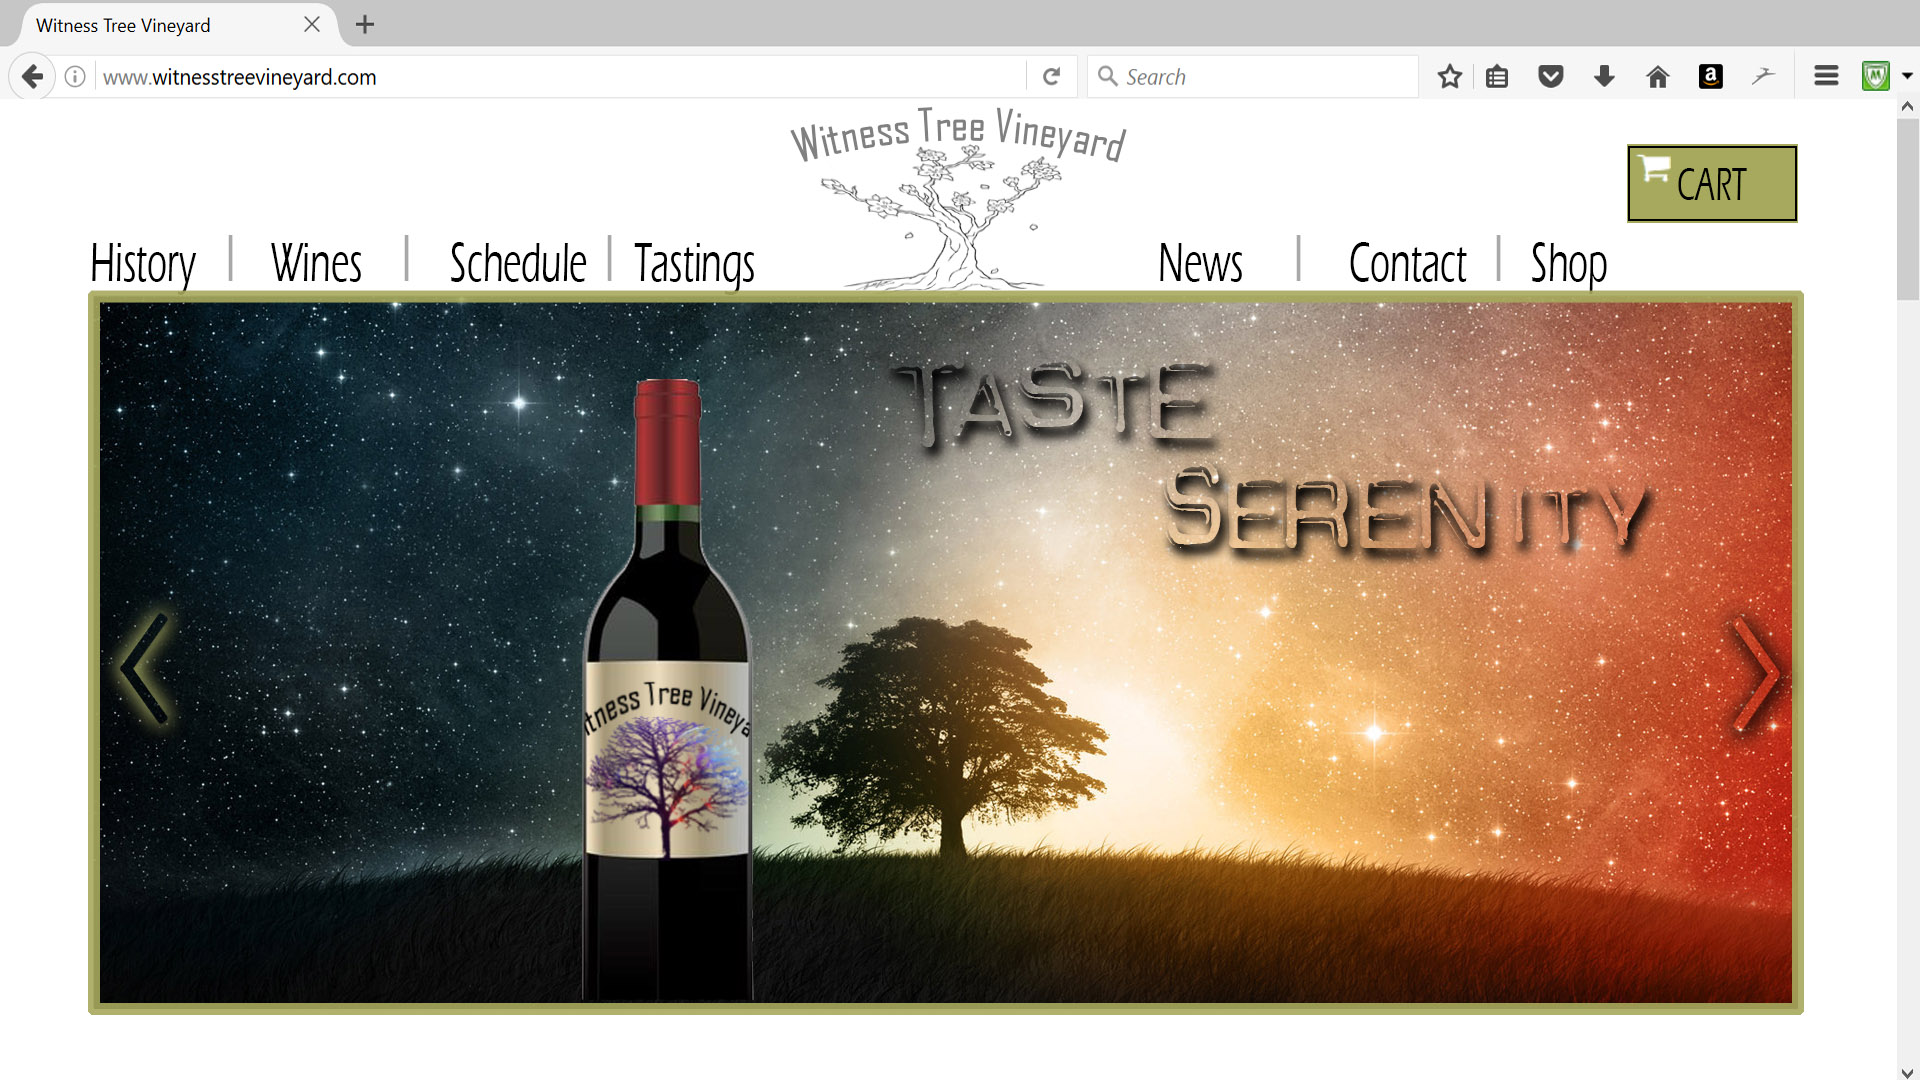 Witness Tree Vineyard
www.witnesstreevineyard.com
Search
Witness Tree Vineyard
CART
History
Wines
Schedule
Tastings
News
Contact
Shop
TASTE
SERENITY
itness Tree Vineya